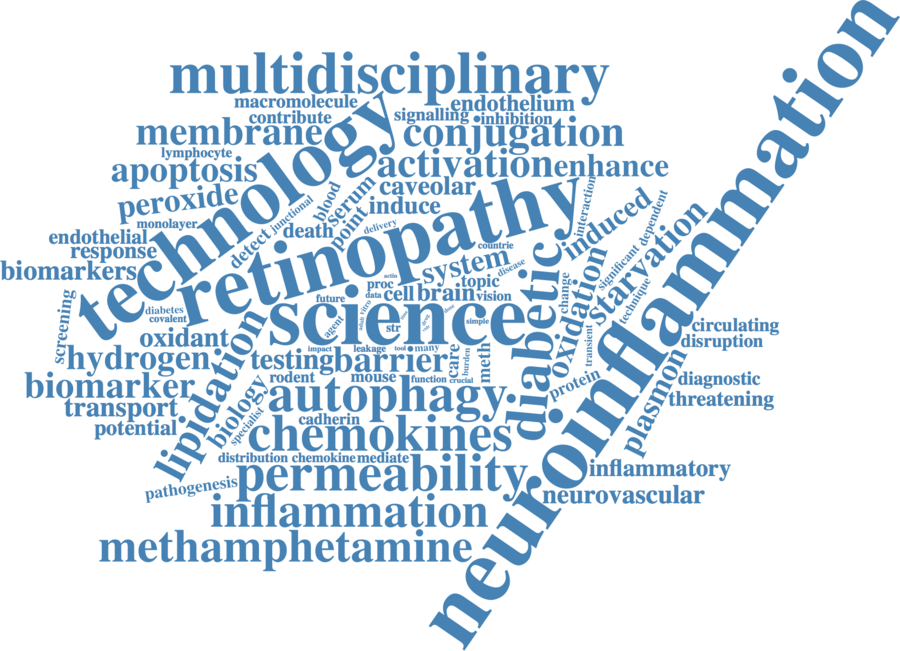 neuroinflammation
multidisciplinary
macromolecule
endothelium
contribute
signalling
inhibition
membrane
technology
conjugation
lymphocyte
apoptosis
activation
enhance
peroxide
blood
serum
caveolar
induce
interaction
monolayer
junctional
death
point
delivery
retinopathy
induced
dependent
endothelial
response
detect
countrie
biomarkers
actin
system
disease
significant
starvation
proc
topic
data
cell
brain
vision
change
technique
screening
diabetes
covalent
future
science
simple
agent
adult
vitro
str
drug
diabetic
oxidation
transient
circulating
disruption
oxidant
hydrogen
impact
leakage
tool
many
testing
barrier
care
burden
meth
biomarker
lipidation
rodent
mouse
function
crucial
protein
plasmon
diagnostic
threatening
transport
potential
biology
specialist
autophagy
cadherin
chemokines
distribution
chemokine
mediate
pathogenesis
permeability
inflammatory
neurovascular
inflammation
methamphetamine